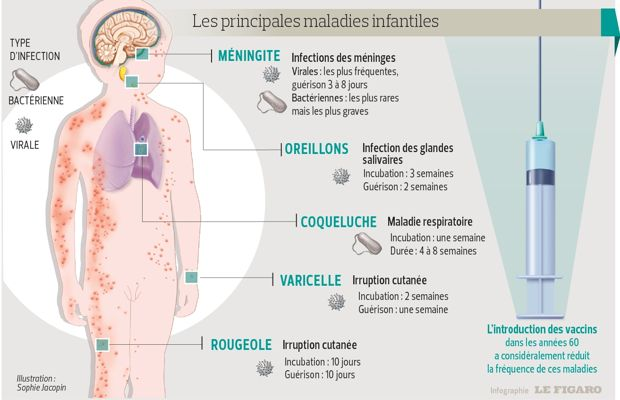 Les principales maladies infantiles
TYPE
D'INFECTION
BACTÉRIENNE
VIRALE
MÉNINGITE
Infections des méninges
Virales : les plus fréquentes,
guérison 3 à 8 jours
Bactériennes : les plus rares
mais les plus graves
OREILLONS
Infection des glandes
salivaires
Incubation : 3 semaines
Guérison : 2 semaines
COQUELUCHE
Maladie respiratoire
Incubation : une semaine
Durée : 4 à 8 semaines
VARICELLE
Irruption cutanée
Incubation : 2 semaines
Guérison : une semaine
ROUGEOLE
Irruption cutanée
Incubation : 10 jours
Guérison : 10 jours
L'introduction des vaccins
dans les années 60
a considéralement réduit
la fréquence de ces maladies
Illustration :
Sophie Jacopin
Infographie LE FIGARO